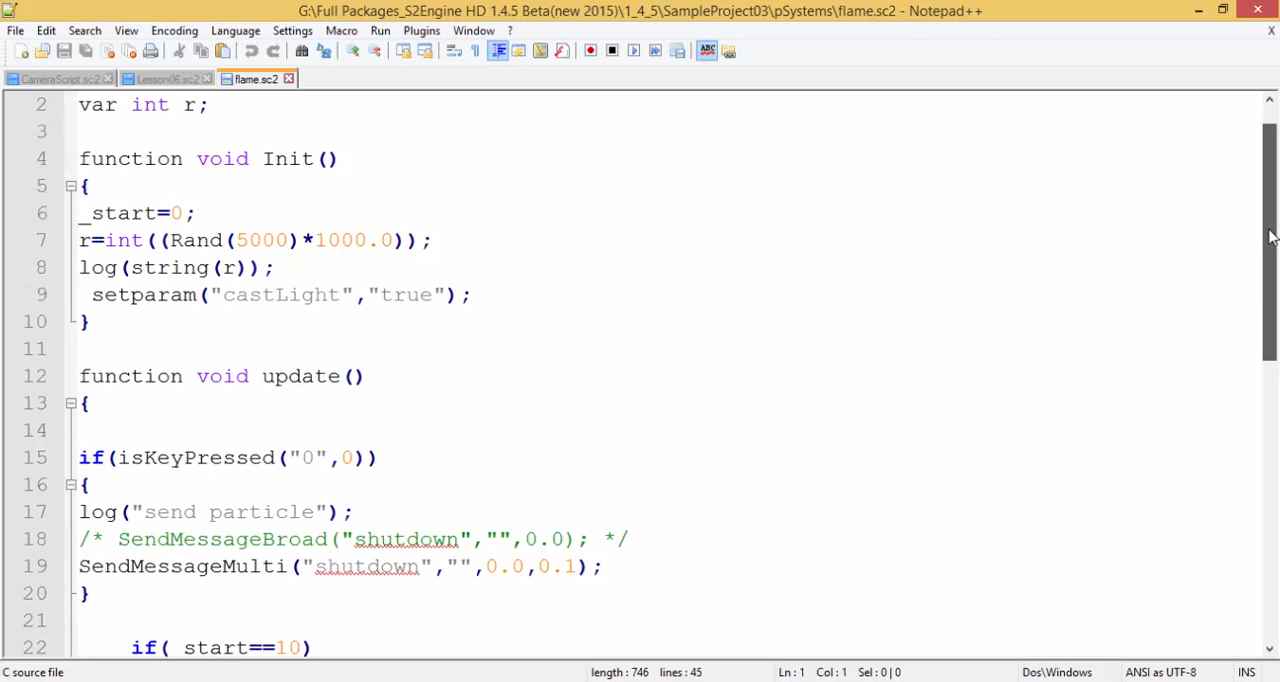 G:\Full Packages_S2Engine HD 1.4.5 Beta(new 2015)\1_4_5\SampleProject03\pSystems\flame.sc2 - Notepad++
File Edit Search View Encoding Language Settings Macro Run Plugins Window ? X
CameraScript.sc2 Lesson06.sc2 flame.sc2
2 var int r;
3
4 function void Init()
5 {
6 _start=0;
7 r=int((Rand(5000)*1000.0));
8 log(string(r));
9 setparam("castLight","true");
10 }
11
12 function void update()
13 {
14
15 if(isKeyPressed("0",0))
16 {
17 log("send particle");
18 /* SendMessageBroad("shutdown","",0.0); */
19 SendMessageMulti("shutdown","",0.0,0.1);
20 }
21
22 if(_start==10)
C source file length : 746 lines : 45 Ln : 1 Col : 1 Sel : 0 | 0 Dos\Windows ANSI as UTF-8 INS